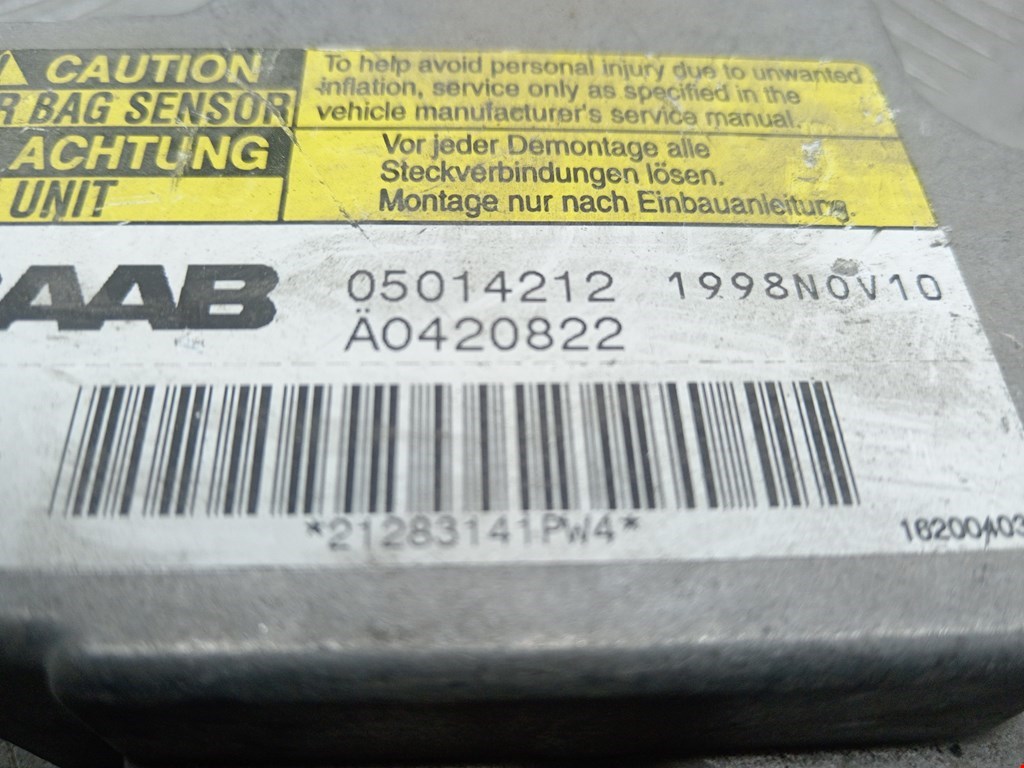 CAUTION
R BAG SENSOR
To help avoid personal injury due to unwanted
inflation, service only as specified in the
vehicle manufacturer's service manual.
ACHTUNG
UNIT
Vor jeder Demontage alle
Steckverbindungen lösen.
Montage nur nach Einbauanleitung.
SAAB
05014212 1998NOV10
Ä0420822
*21283141PW4*
16200403